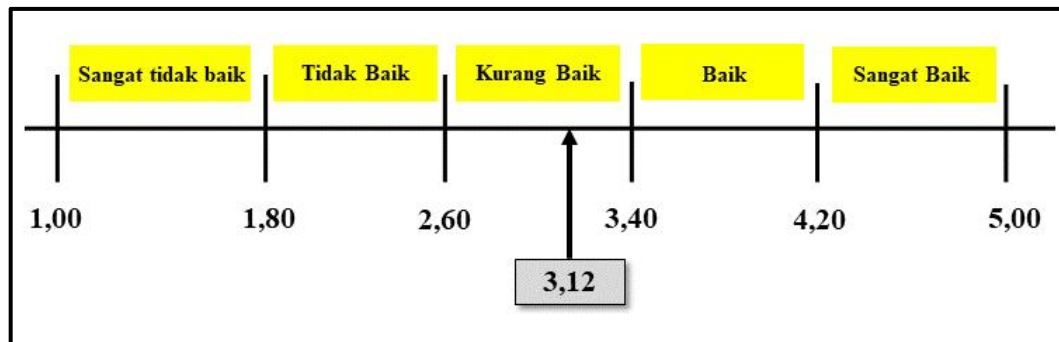 Sangat tidak baik
Tidak Baik
Kurang Baik
Baik
Sangat Baik
1,00
1,80
2,60
3,40
4,20
5,00
3,12